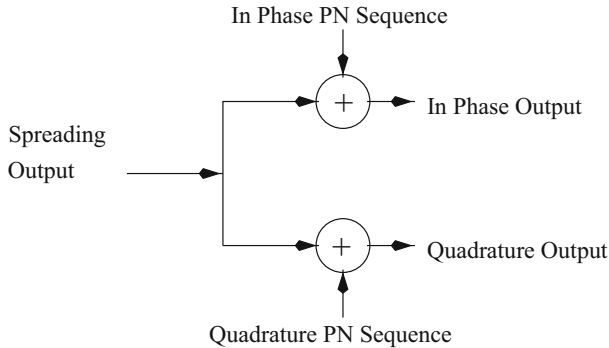 In Phase PN Sequence
+
In Phase Output
Spreading
Output
+
Quadrature Output
Quadrature PN Sequence